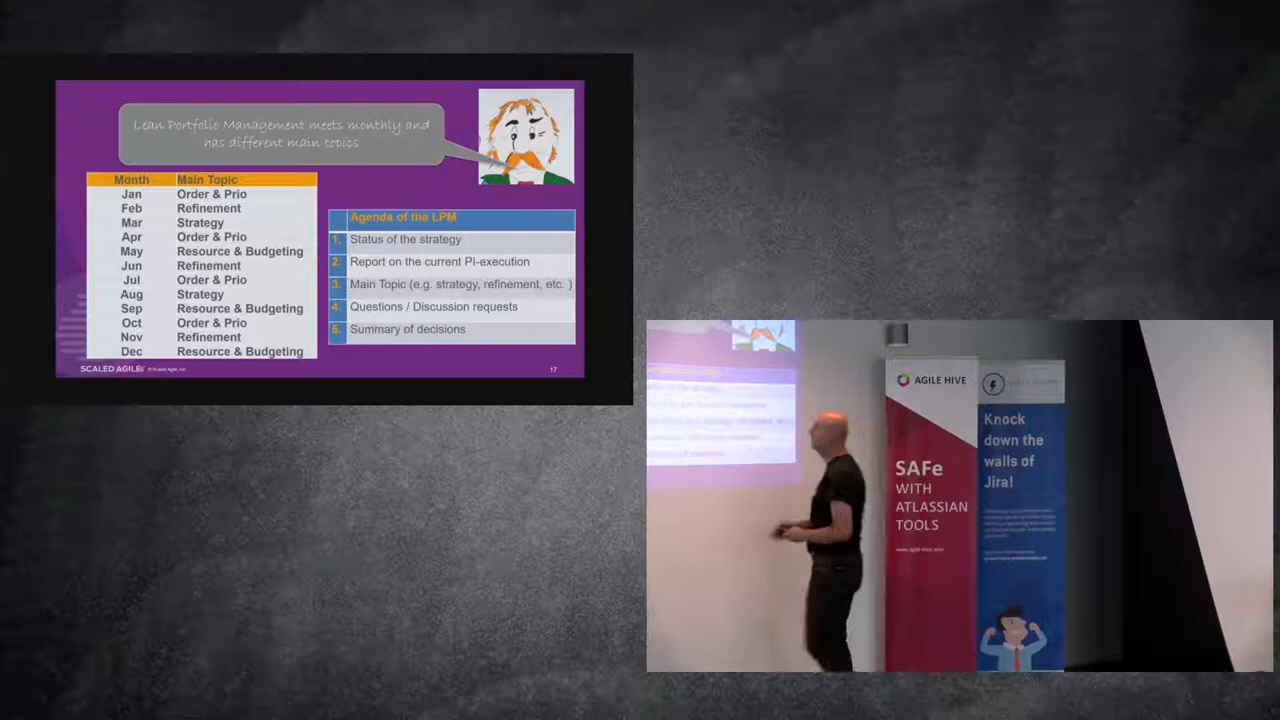 Lean Portfolio Management meets monthly and
has different main topics
Month Main Topic
Jan Order & Prio
Feb Refinement
Mar Strategy
Apr Order & Prio
May Resource & Budgeting
Jun Refinement
Jul Order & Prio
Aug Strategy
Sep Resource & Budgeting
Oct Order & Prio
Nov Refinement
Dec Resource & Budgeting
Agenda of the LPM
1. Status of the strategy
2. Report on the current PI-execution
3. Main Topic (e.g. strategy, refinement, etc. )
4. Questions / Discussion requests
5. Summary of decisions
SCALED AGILE © Scaled Agile, Inc.
17
AGILE HIVE
SAFe
WITH
ATLASSIAN
TOOLS
www.agile-hive.com
Knock
down the
walls of
Jira!